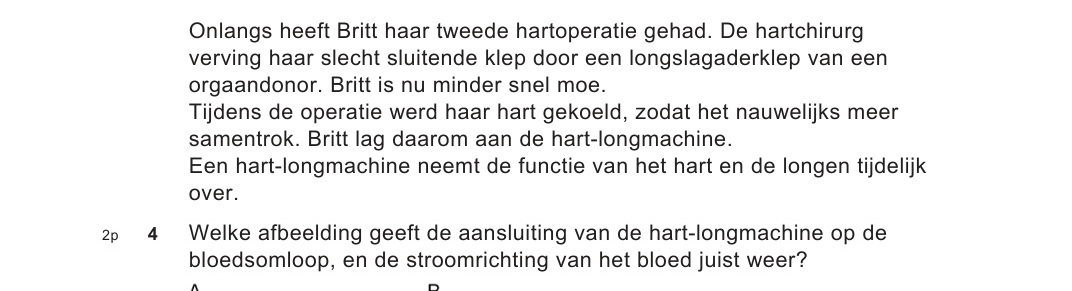 Onlangs heeft Britt haar tweede hartoperatie gehad. De hartchirurg
verving haar slecht sluitende klep door een longslagaderklep van een
orgaandonor. Britt is nu minder snel moe.
Tijdens de operatie werd haar hart gekoeld, zodat het nauwelijks meer
samentrok. Britt lag daarom aan de hart-longmachine.
Een hart-longmachine neemt de functie van het hart en de longen tijdelijk
over.
2p 4 Welke afbeelding geeft de aansluiting van de hart-longmachine op de
bloedsomloop, en de stroomrichting van het bloed juist weer?
A B